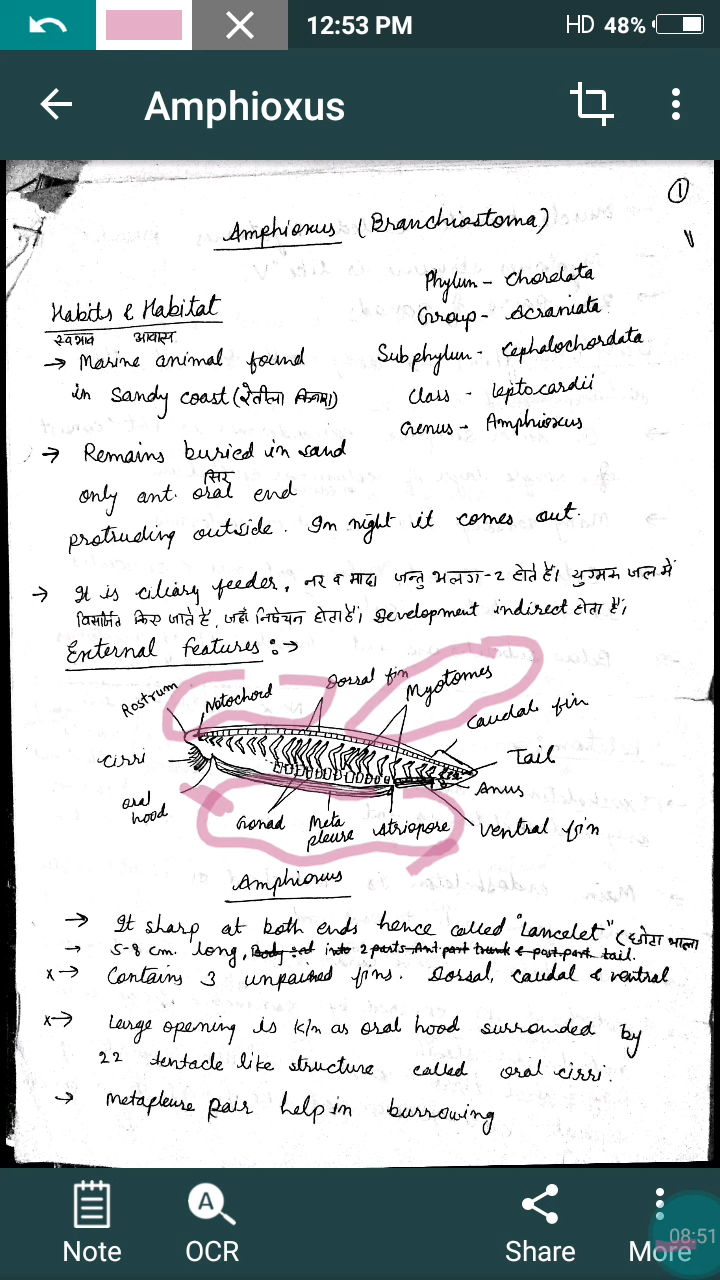 12:53 PM
HD 48%
Amphioxus
1
Amphioxus (Branchiostoma)
Phylum - Chordata
Group - Acraniata
Subphylum - Cephalochordata
Class - Leptocardii
Genus - Amphioxus
Habits & Habitat
स्वभाव आवास
→ Marine animal found
in Sandy coast (रेतीला किनारा)
→ Remains buried in sand
सिर
only ant. oral end
protruding outside. In night it comes out.
→ It is ciliary feeder, नर व मादा जन्तु अलग-2 होते हैं। युग्मक जल में
विसर्जित किए जाते हैं, जहाँ निषेचन होता है। Development indirect होता है।
External features :→
Rostrum
Notochord
Dorsal fin
Myotomes
Caudal fin
Cirri
Tail
Oral hood
Anus
Gonad
Meta pleure
Atriopore
Ventral fin
Amphioxus
→ It sharp at both ends hence called "Lancelet" (छोटा भाला
→ 5-8 cm. long, Body into 2 parts Ant part trunk & post part tail.
x→ Contains 3 unpaired fins. Dorsal, caudal & ventral
x→ Large opening is k/n as oral hood surrounded by
22 tentacle like structure called oral cirri.
→ Metapleure pair help in burrowing
Note
OCR
Share
More
08:51